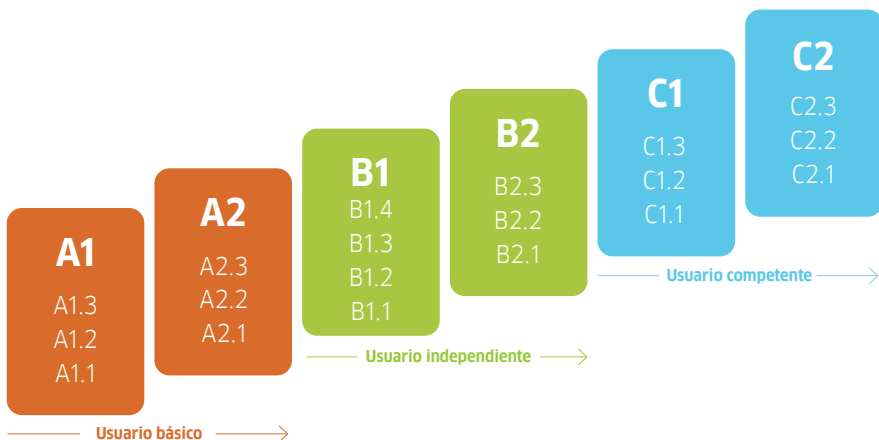 A1
A1.3
A1.2
A1.1
A2
A2.3
A2.2
A2.1
Usuario básico
B1
B1.4
B1.3
B1.2
B1.1
B2
B2.3
B2.2
B2.1
Usuario independiente
C1
C1.3
C1.2
C1.1
C2
C2.3
C2.2
C2.1
Usuario competente